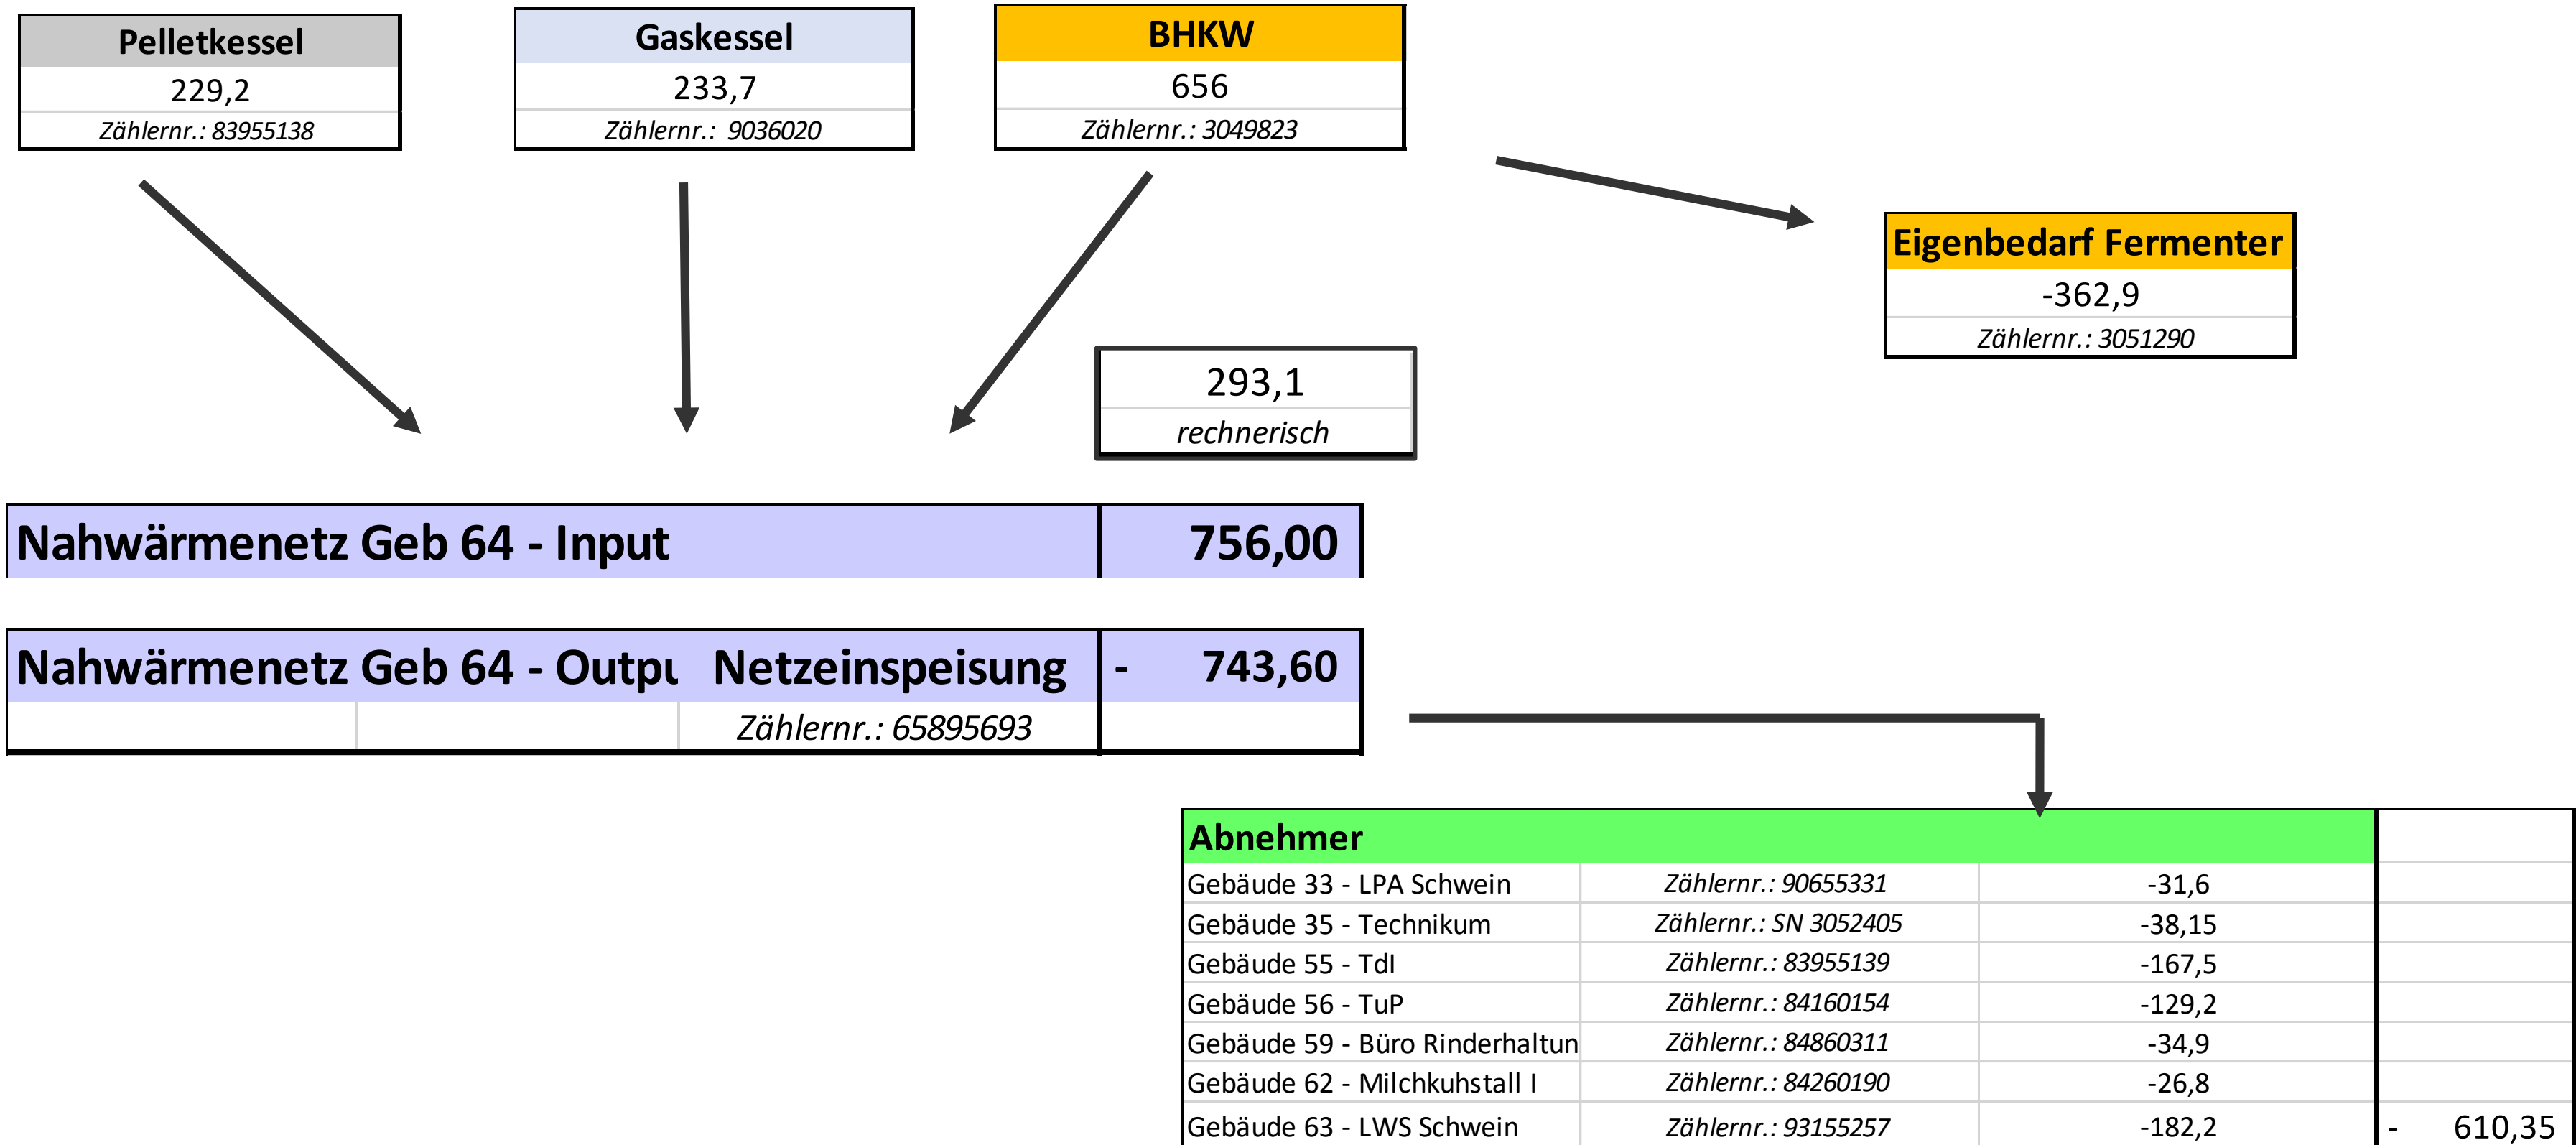 Pelletkessel
229,2
Zählernr.: 83955138
Gaskessel
233,7
Zählernr.: 9036020
BHKW
656
Zählernr.: 3049823
Eigenbedarf Fermenter
-362,9
Zählernr.: 3051290
293,1
rechnerisch
Nahwärmenetz Geb 64 - Input 756,00
Nahwärmenetz Geb 64 - Outpu Netzeinspeisung - 743,60
Zählernr.: 65895693
Abnehmer
Gebäude 33 - LPA Schwein Zählernr.: 90655331 -31,6
Gebäude 35 - Technikum Zählernr.: SN 3052405 -38,15
Gebäude 55 - TdI Zählernr.: 83955139 -167,5
Gebäude 56 - TuP Zählernr.: 84160154 -129,2
Gebäude 59 - Büro Rinderhaltun Zählernr.: 84860311 -34,9
Gebäude 62 - Milchkuhstall I Zählernr.: 84260190 -26,8
Gebäude 63 - LWS Schwein Zählernr.: 93155257 -182,2 - 610,35